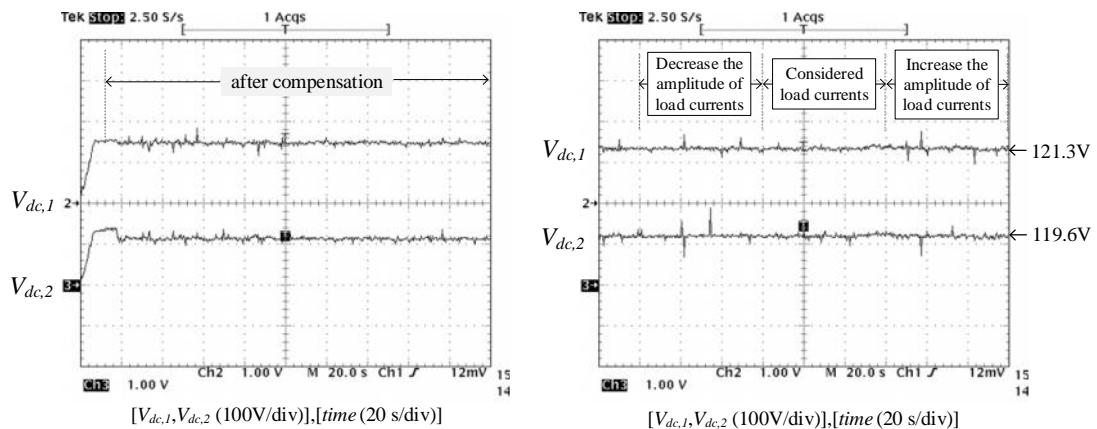 Tek Stop: 2.50 S/s 1 Acqs
after compensation
V_dc,1
2
V_dc,2
3
Ch2 1.00 V M 20.0 s Ch1 12mV
Ch3 1.00 V
15
14
[V_dc,1,V_dc,2 (100V/div)],[time (20 s/div)]
Tek Stop: 2.50 S/s 1 Acqs
Decrease the
amplitude of
load currents
Considered
load currents
Increase the
amplitude of
load currents
V_dc,1
121.3V
2
V_dc,2
119.6V
3
Ch2 1.00 V M 20.0 s Ch1 12mV
Ch3 1.00 V
15
14
[V_dc,1,V_dc,2 (100V/div)],[time (20 s/div)]